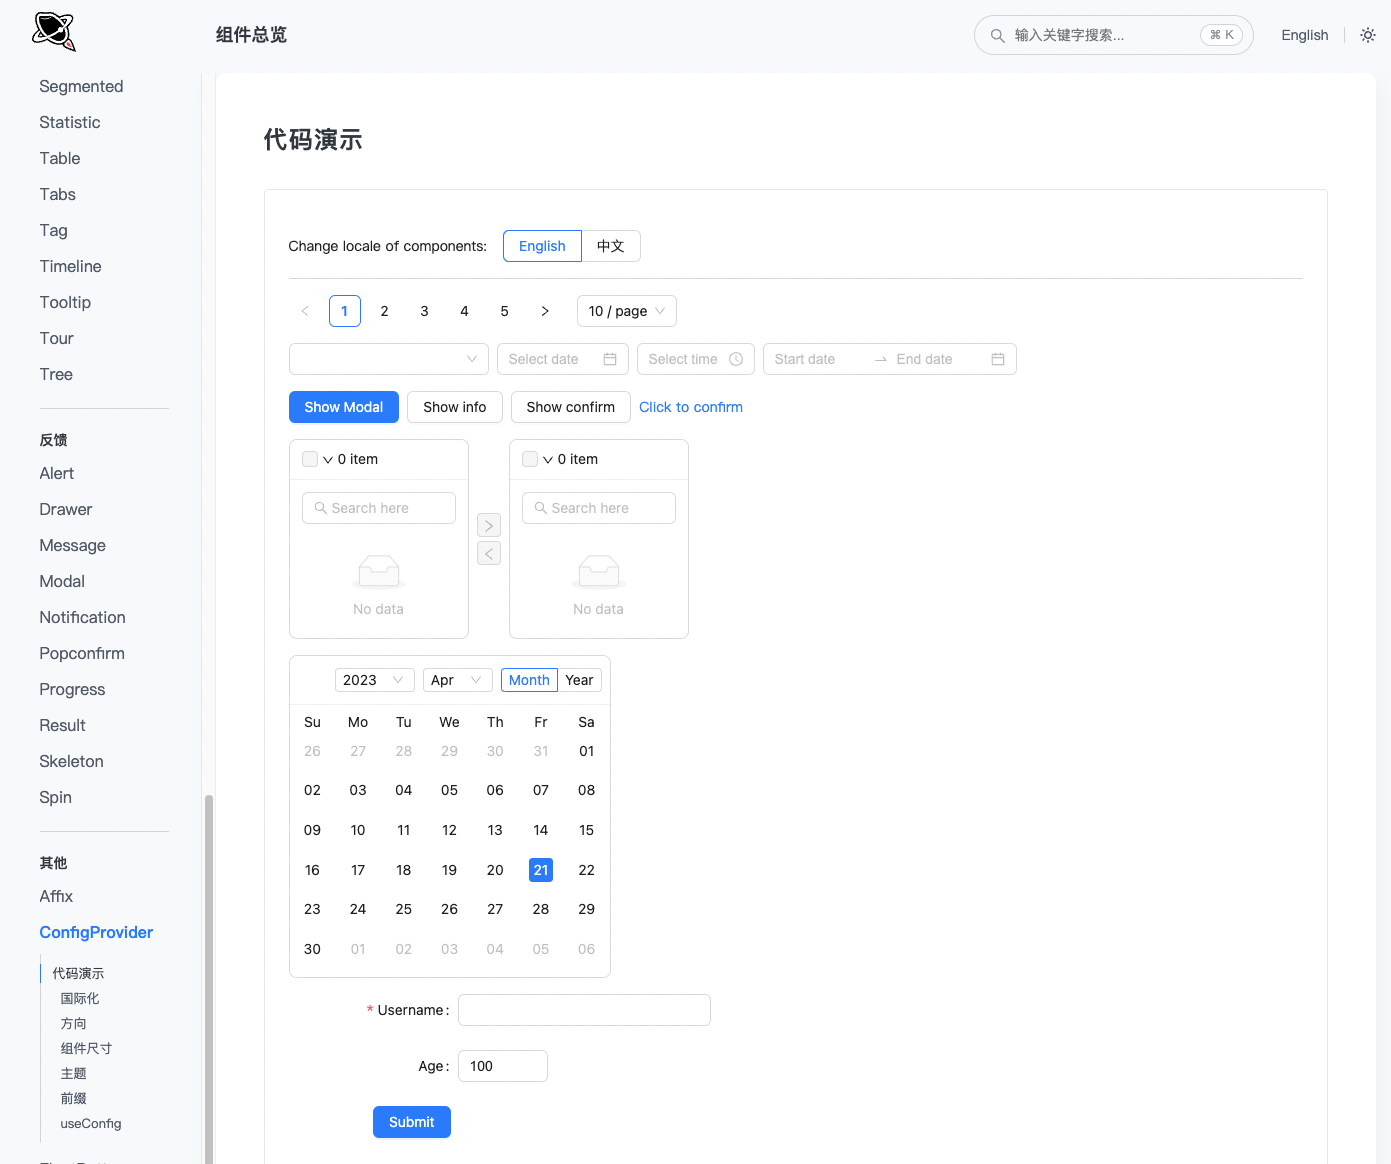 组件总览
输入关键字搜索...
⌘ K
English
Segmented
Statistic
Table
Tabs
Tag
Timeline
Tooltip
Tour
Tree
反馈
Alert
Drawer
Message
Modal
Notification
Popconfirm
Progress
Result
Skeleton
Spin
其他
Affix
ConfigProvider
代码演示
国际化
方向
组件尺寸
主题
前缀
useConfig
代码演示
Change locale of components: English 中文
< 1 2 3 4 5 > 10 / page
Select date Select time Start date → End date
Show Modal Show info Show confirm Click to confirm
0 item 0 item
Search here Search here
> 
<
No data No data
2023 Apr Month Year
Su Mo Tu We Th Fr Sa
26 27 28 29 30 31 01
02 03 04 05 06 07 08
09 10 11 12 13 14 15
16 17 18 19 20 21 22
23 24 25 26 27 28 29
30 01 02 03 04 05 06
* Username:
Age: 100
Submit